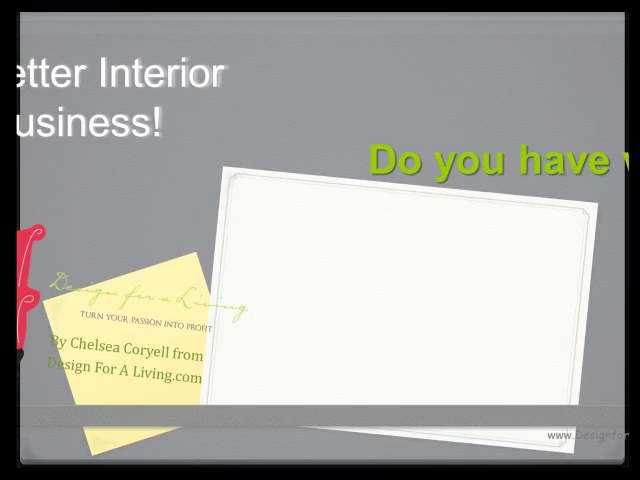 etter Interior
usiness!
Do you have
Design for a Living
TURN YOUR PASSION INTO PROFIT
By Chelsea Coryell from
Design For A Living.com
www.Designfor